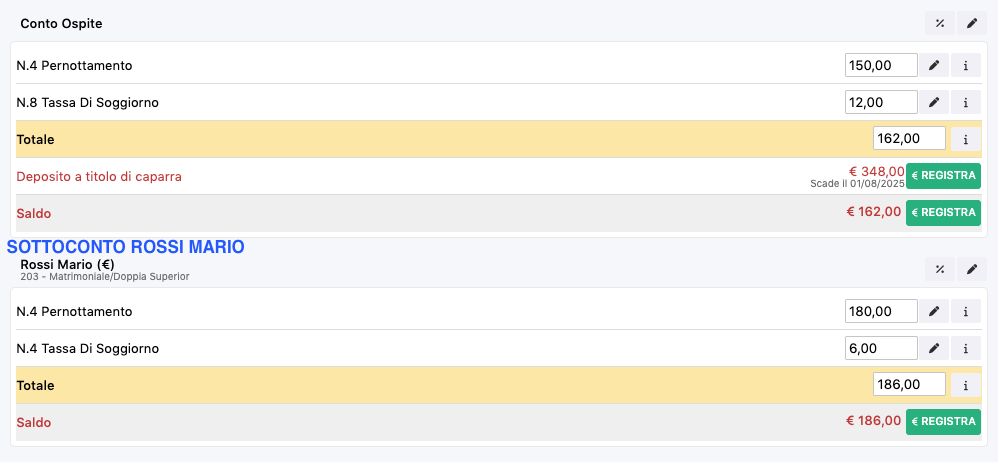 Conto Ospite
%
N.4 Pernottamento 150,00 i
N.8 Tassa Di Soggiorno 12,00 i
Totale 162,00 i
Deposito a titolo di caparra € 348,00 € REGISTRA
Scade il 01/08/2025
Saldo € 162,00 € REGISTRA
SOTTOCONTO ROSSI MARIO
Rossi Mario (€) %
203 - Matrimoniale/Doppia Superior
N.4 Pernottamento 180,00 i
N.4 Tassa Di Soggiorno 6,00 i
Totale 186,00 i
Saldo € 186,00 € REGISTRA